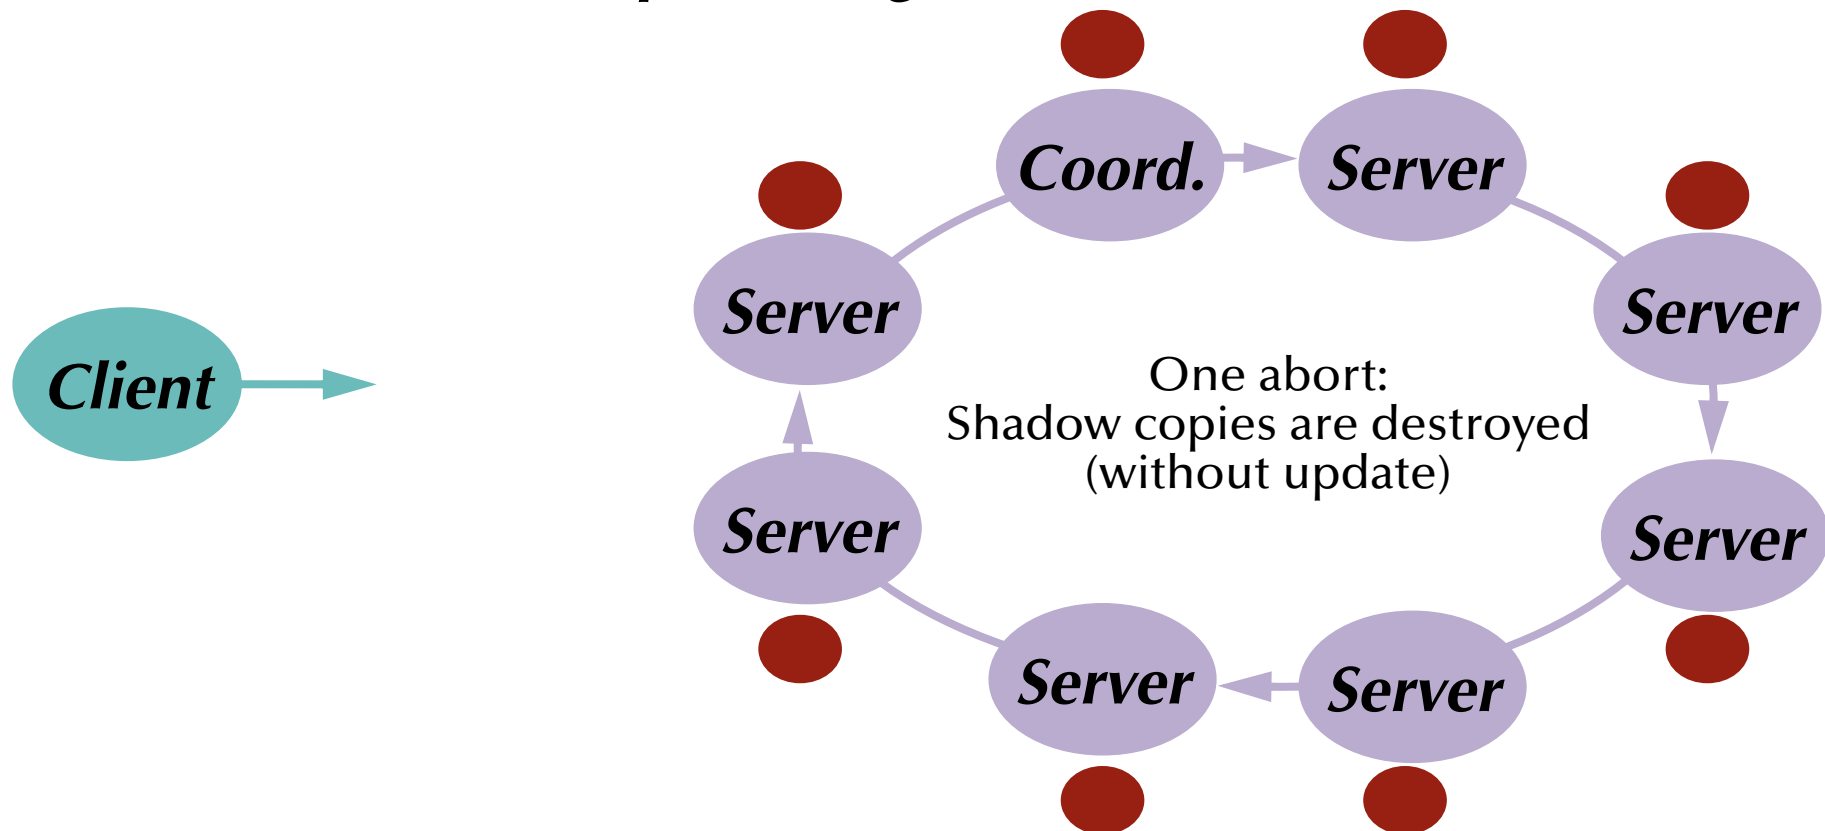 Coord.
Server
Server
Server
Client
One abort:
Shadow copies are destroyed
(without update)
Server
Server
Server
Server